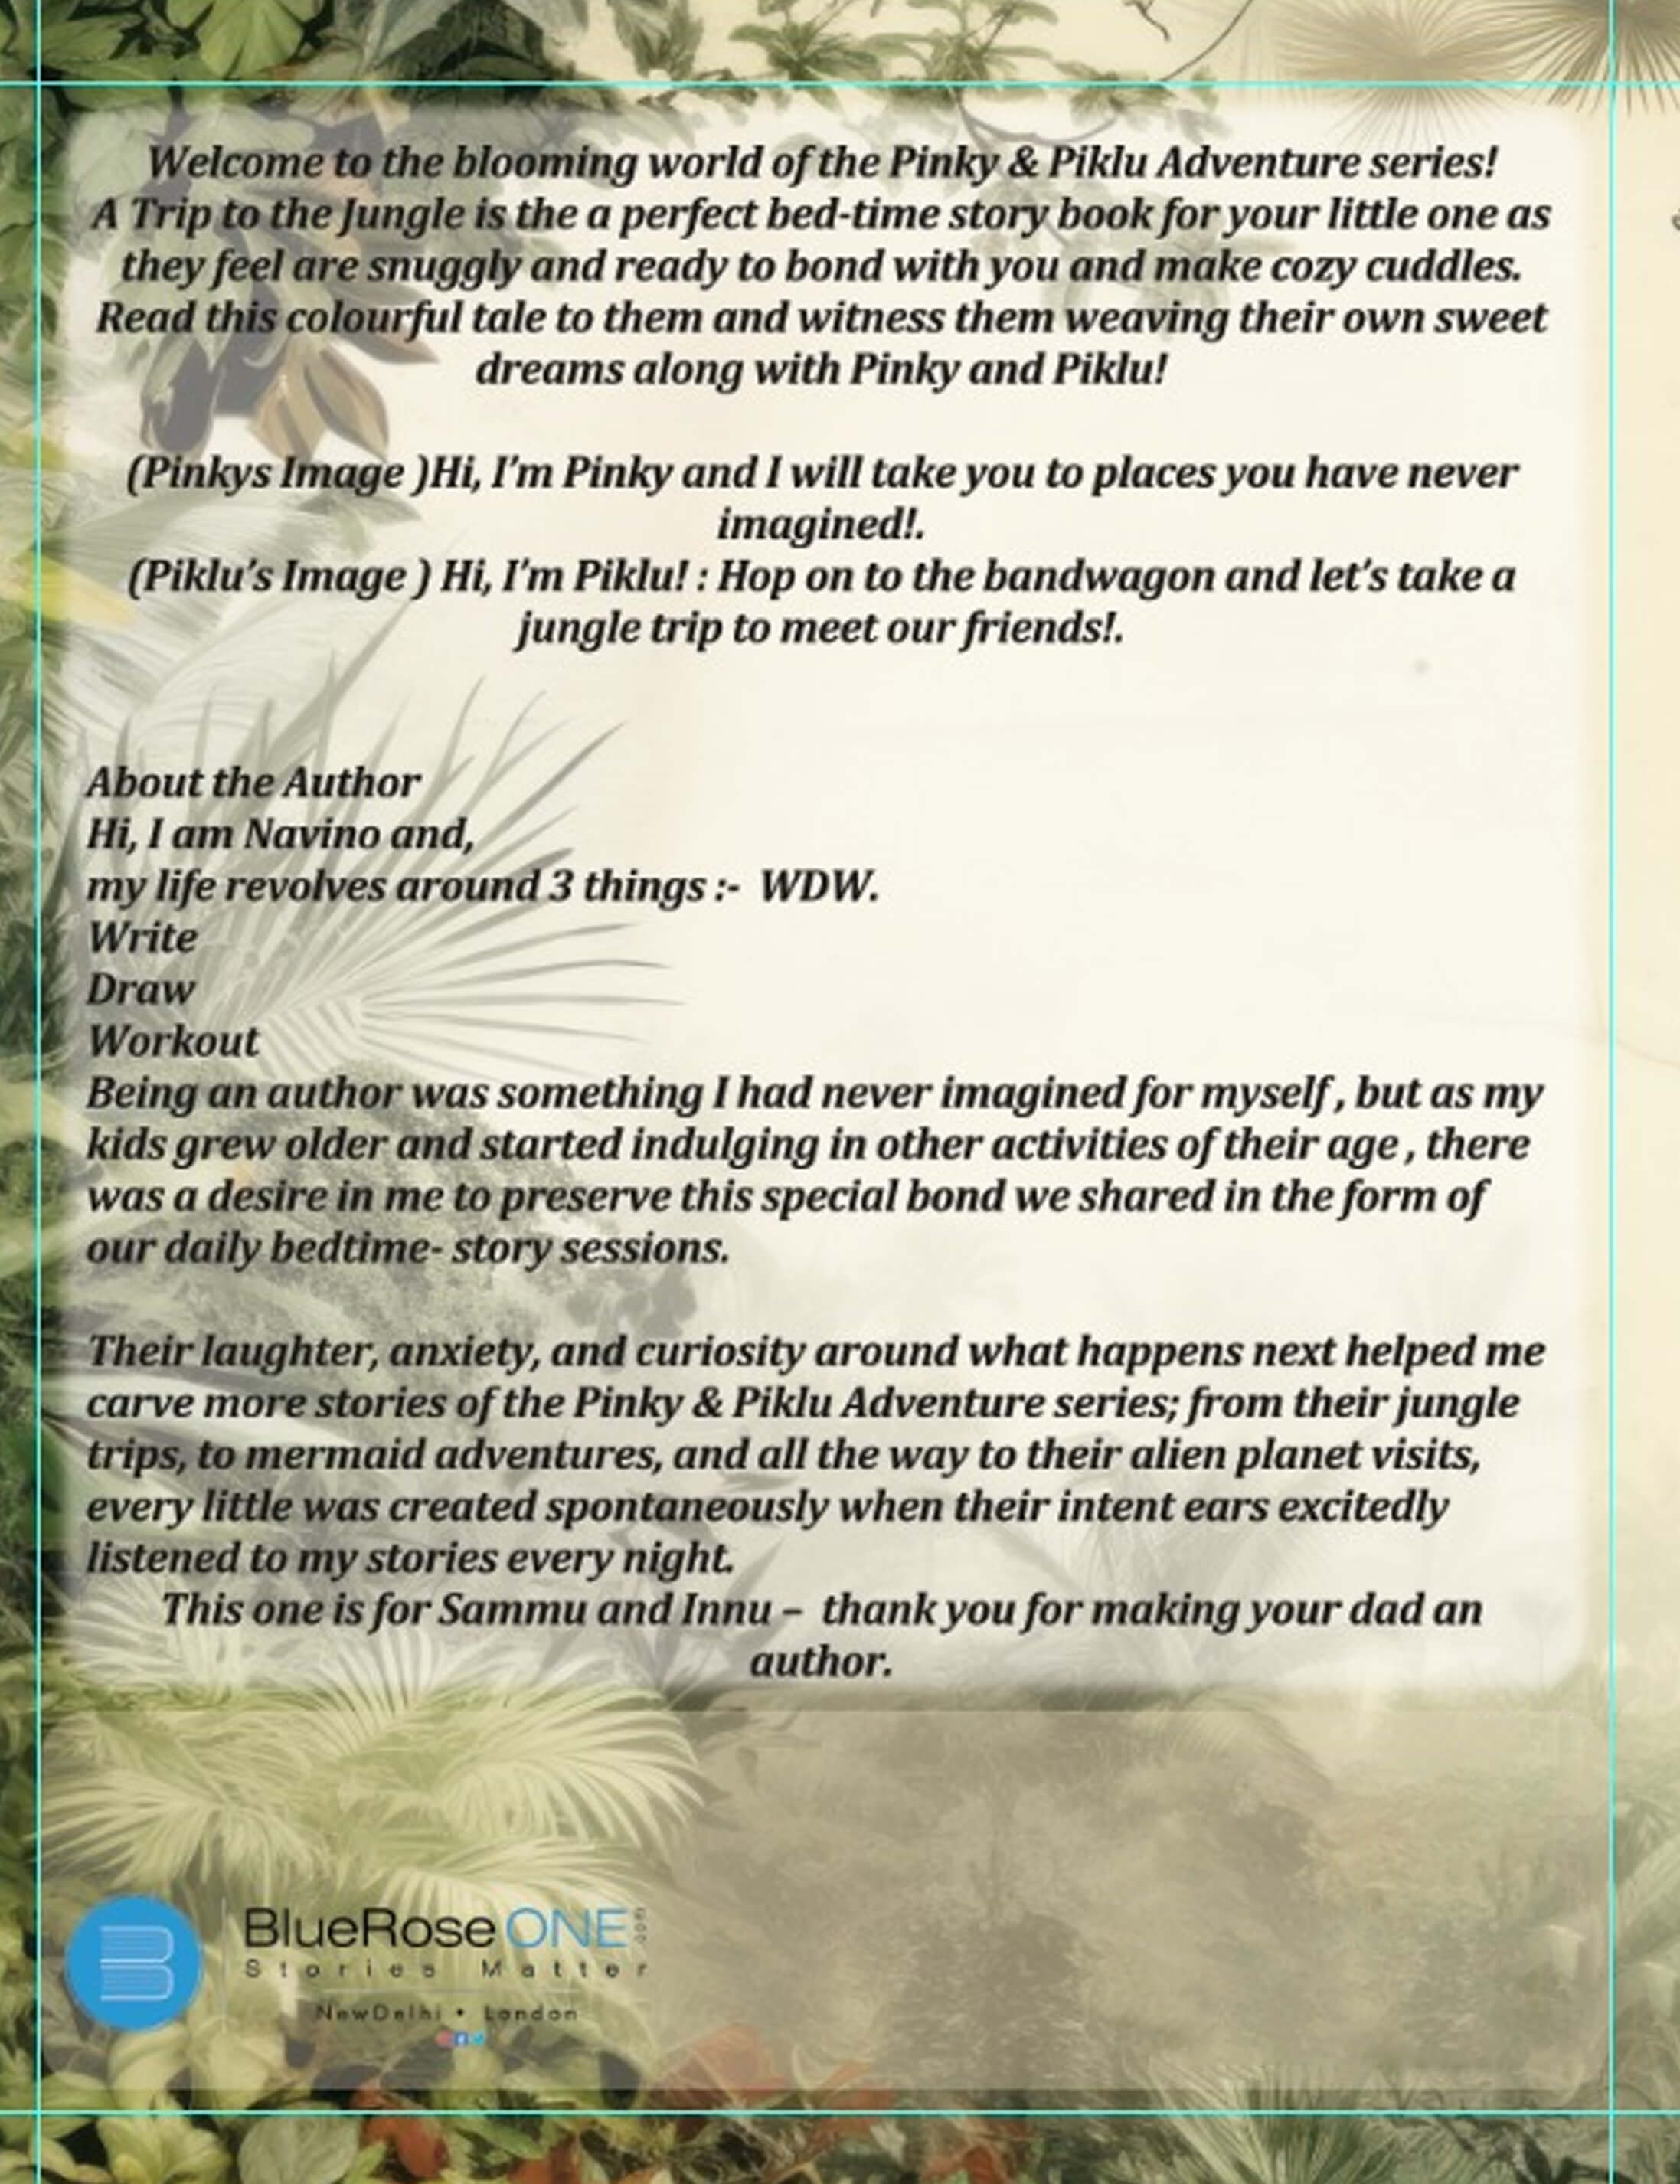 Welcome to the blooming world of the Pinky & Piklu Adventure series!
A Trip to the Jungle is the a perfect bed-time story book for your little one as
they feel are snuggly and ready to bond with you and make cozy cuddles.
Read this colourful tale to them and witness them weaving their own sweet
dreams along with Pinky and Piklu!
(Pinkys Image )Hi, I’m Pinky and I will take you to places you have never
imagined!.
(Piklu’s Image ) Hi, I’m Piklu! : Hop on to the bandwagon and let’s take a
jungle trip to meet our friends!.
About the Author
Hi, I am Navino and,
my life revolves around 3 things :-  WDW.
Write
Draw
Workout
Being an author was something I had never imagined for myself , but as my
kids grew older and started indulging in other activities of their age , there
was a desire in me to preserve this special bond we shared in the form of
our daily bedtime- story sessions.
Their laughter, anxiety, and curiosity around what happens next helped me
carve more stories of the Pinky & Piklu Adventure series; from their jungle
trips, to mermaid adventures, and all the way to their alien planet visits,
every little was created spontaneously when their intent ears excitedly
listened to my stories every night.
This one is for Sammu and Innu –  thank you for making your dad an
author.
BlueRose ONE .com
Stories Matter
NewDelhi • London